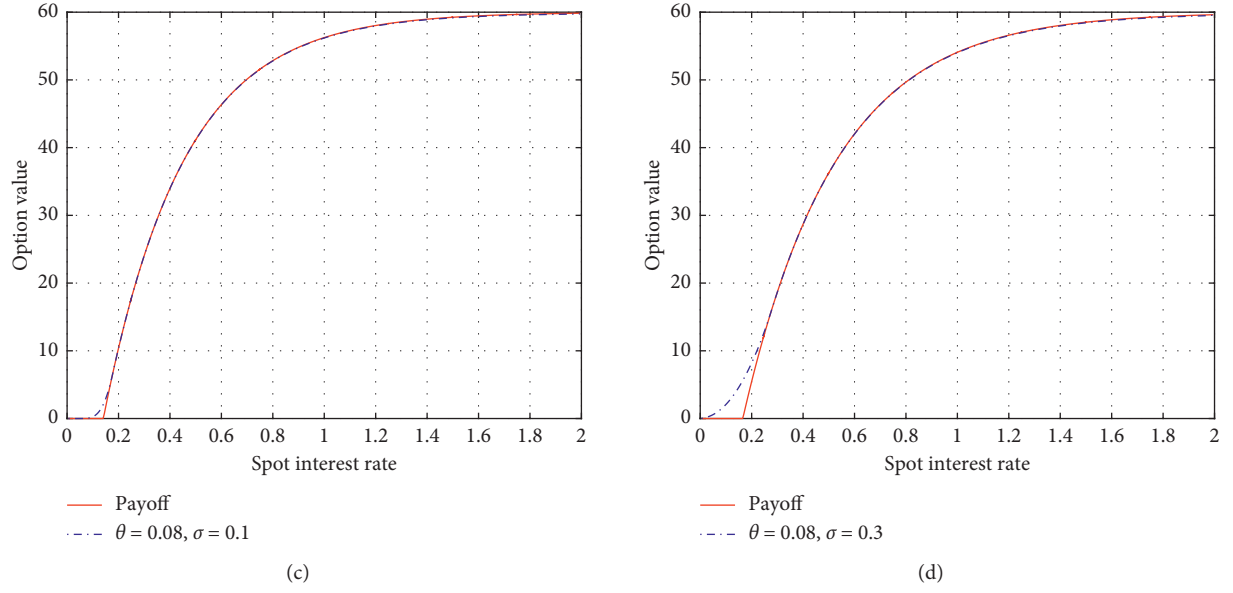 60
50
40
30
20
10
0
Option value
0 0.2 0.4 0.6 0.8 1 1.2 1.4 1.6 1.8 2
Spot interest rate
Payoff
θ = 0.08, σ = 0.1
(c)
60
50
40
30
20
10
0
Option value
0 0.2 0.4 0.6 0.8 1 1.2 1.4 1.6 1.8 2
Spot interest rate
Payoff
θ = 0.08, σ = 0.3
(d)